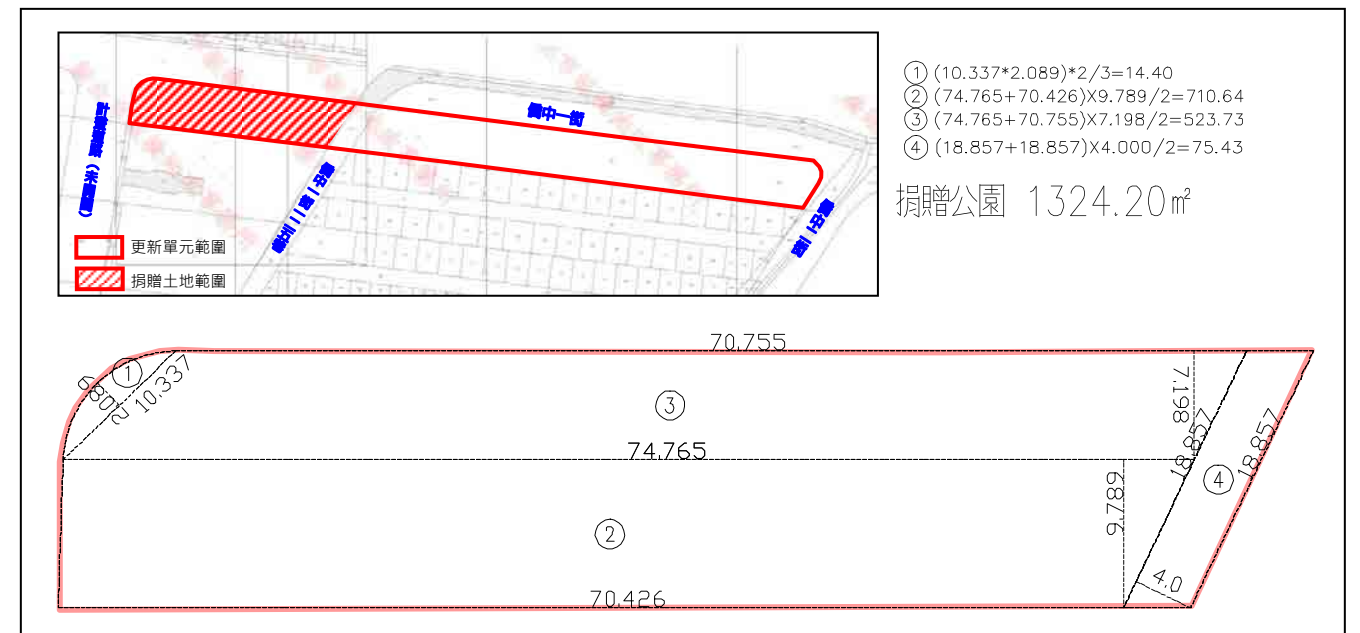 ① (10.337*2.089)*2/3=14.40
② (74.765+70.426)X9.789/2=710.64
③ (74.765+70.755)X7.198/2=523.73
④ (18.857+18.857)X4.000/2=75.43
捐贈公園 1324.20㎡
更新單元範圍
捐贈土地範圍
70.755
①
2.089
10.337
③
7.198
18.857
18.857
74.765
④
9.789
②
4.0
70.426